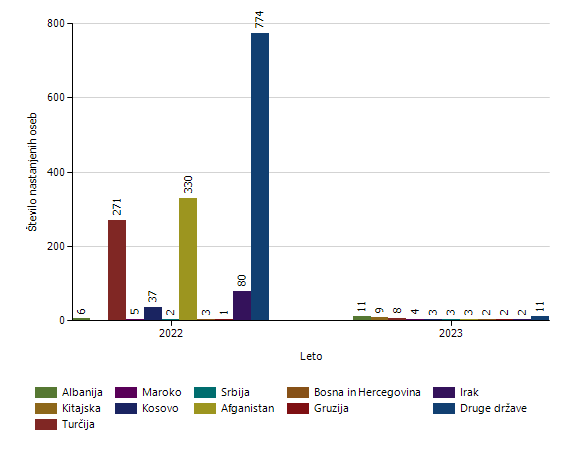 800
600
400
200
0
Število nastanjenih oseb
6
271
5
37
2
330
3
1
80
774
11
9
8
4
3
3
3
2
2
2
11
2022
2023
Leto
Albanija
Maroko
Srbija
Bosna in Hercegovina
Irak
Kitajska
Kosovo
Afganistan
Gruzija
Druge države
Turčija